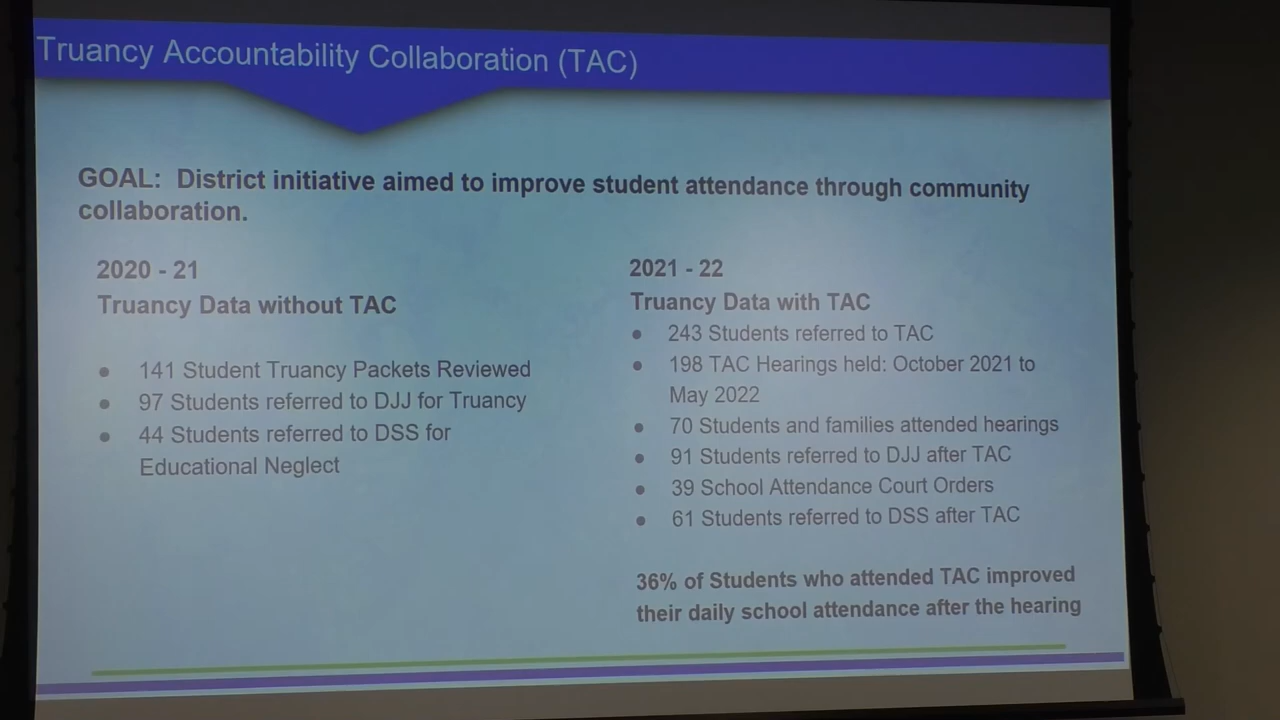 Truancy Accountability Collaboration (TAC)
GOAL: District initiative aimed to improve student attendance through community
collaboration.
2020 - 21
Truancy Data without TAC
• 141 Student Truancy Packets Reviewed
• 97 Students referred to DJJ for Truancy
• 44 Students referred to DSS for
Educational Neglect
2021 - 22
Truancy Data with TAC
• 243 Students referred to TAC
• 198 TAC Hearings held: October 2021 to
May 2022
• 70 Students and families attended hearings
• 91 Students referred to DJJ after TAC
• 39 School Attendance Court Orders
• 61 Students referred to DSS after TAC
36% of Students who attended TAC improved
their daily school attendance after the hearing